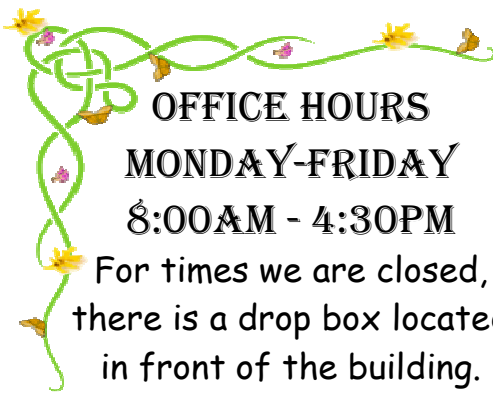 OFFICE HOURS
MONDAY-FRIDAY
8:00AM - 4:30PM
For times we are closed,
there is a drop box locate
in front of the building.